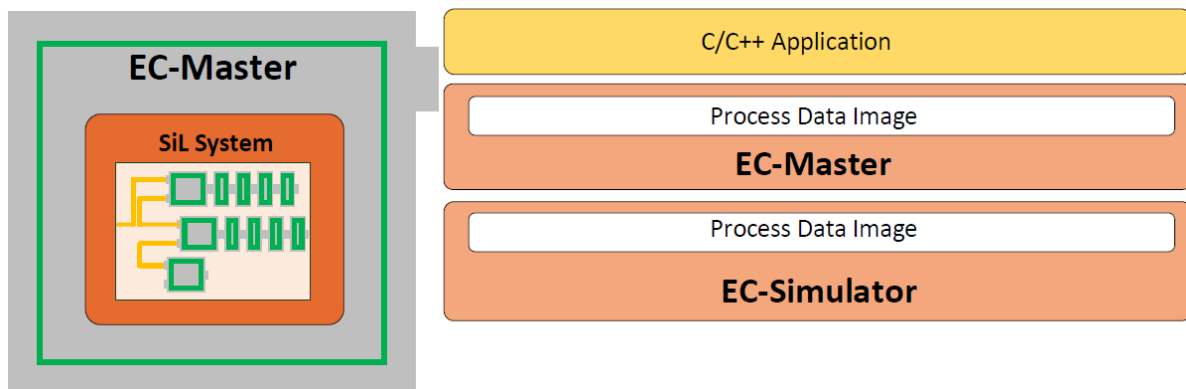 EC-Master
SiL System
C/C++ Application
Process Data Image
EC-Master
Process Data Image
EC-Simulator